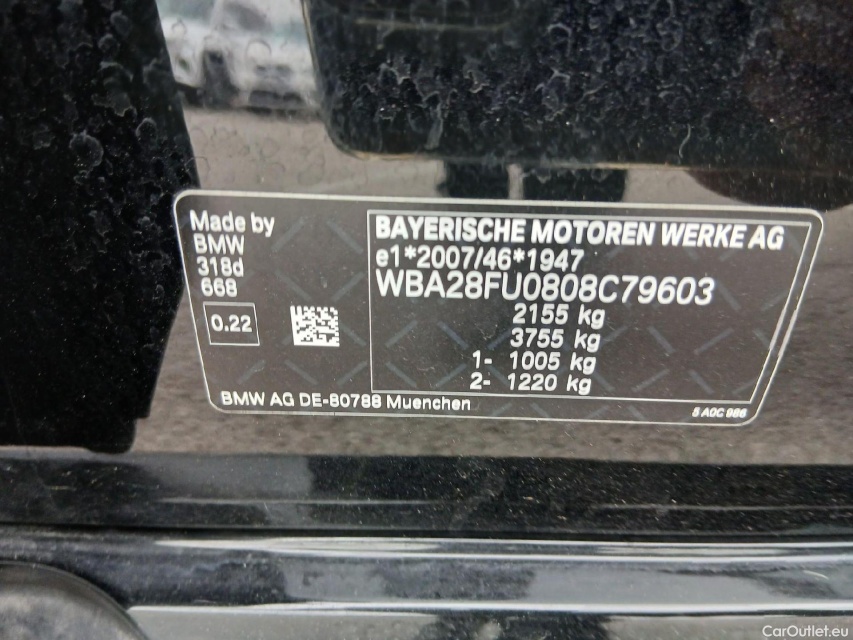 Made by
BMW
318d
668
0.22
BAYERISCHE MOTOREN WERKE AG
e1*2007/46*1947
WBA28FU0808C79603
2155 kg
3755 kg
1- 1005 kg
2- 1220 kg
BMW AG DE-80788 Muenchen
5 A0C 986
CarOutlet.eu